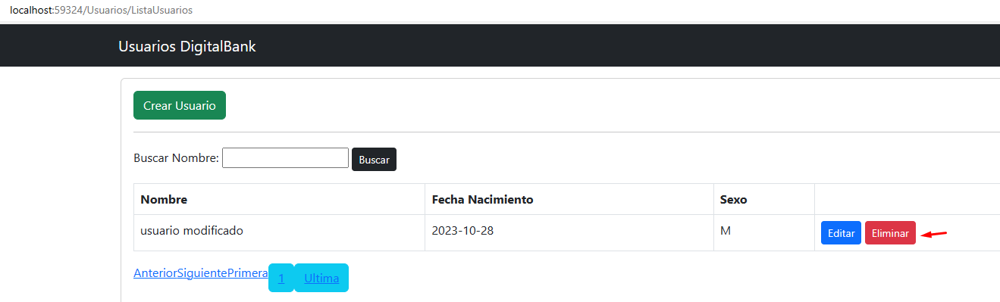 localhost:59324/Usuarios/ListaUsuarios
Usuarios DigitalBank
Crear Usuario
Buscar Nombre: Buscar
Nombre Fecha Nacimiento Sexo
usuario modificado 2023-10-28 M Editar Eliminar
AnteriorSiguientePrimera 1 Ultima